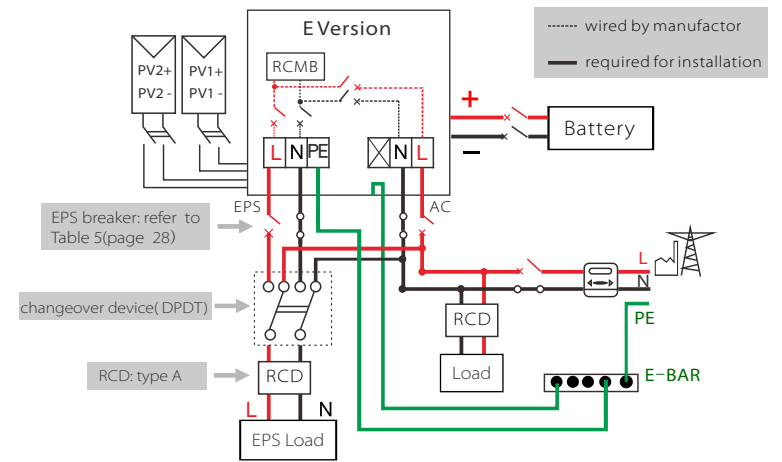 E Version
wired by manufactor
required for installation
RCMB
PV2+
PV2 -
PV1+
PV1 -
L N PE
N L
+
−
Battery
EPS
AC
EPS breaker: refer to
Table 5(page 28)
L
N
changeover device( DPDT)
RCD
PE
RCD: type A
RCD
Load
E-BAR
L
N
EPS Load